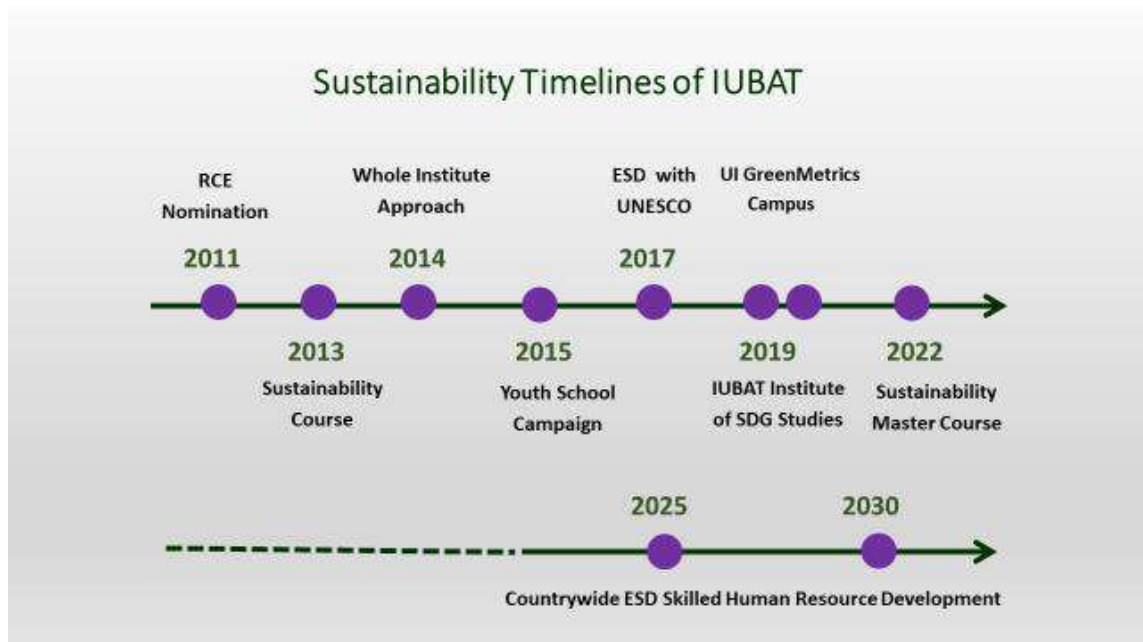 Sustainability Timelines of IUBAT
RCE
Nomination
2011
Whole Institute
Approach
2014
ESD with
UNESCO
2017
UI GreenMetrics
Campus
2013
Sustainability
Course
2015
Youth School
Campaign
2019
IUBAT Institute
of SDG Studies
2022
Sustainability
Master Course
2025
2030
Countrywide ESD Skilled Human Resource Development